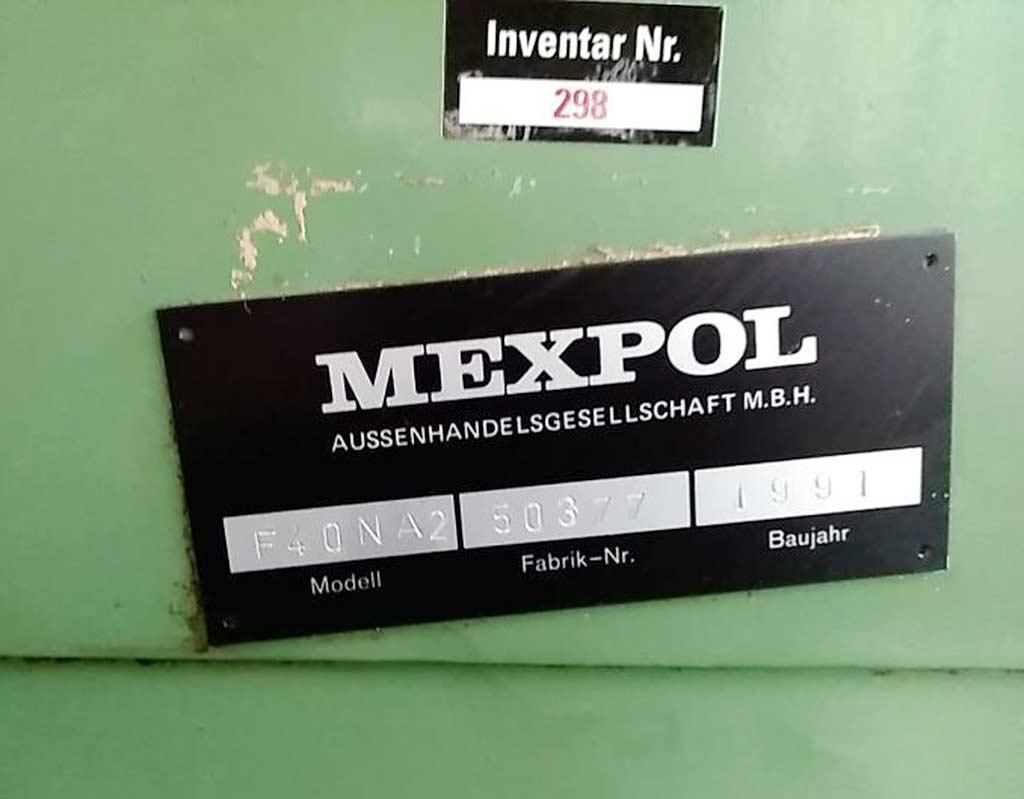 Inventar Nr.
298
MEXPOL
AUSSENHANDELSGESELLSCHAFT M.B.H.
F40NA2 50377 1991
Modell Fabrik-Nr. Baujahr